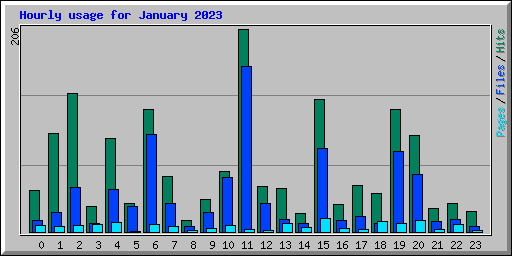 Hourly usage for January 2023
206
Pages/Files/Hits
0 1 2 3 4 5 6 7 8 9 10 11 12 13 14 15 16 17 18 19 20 21 22 23